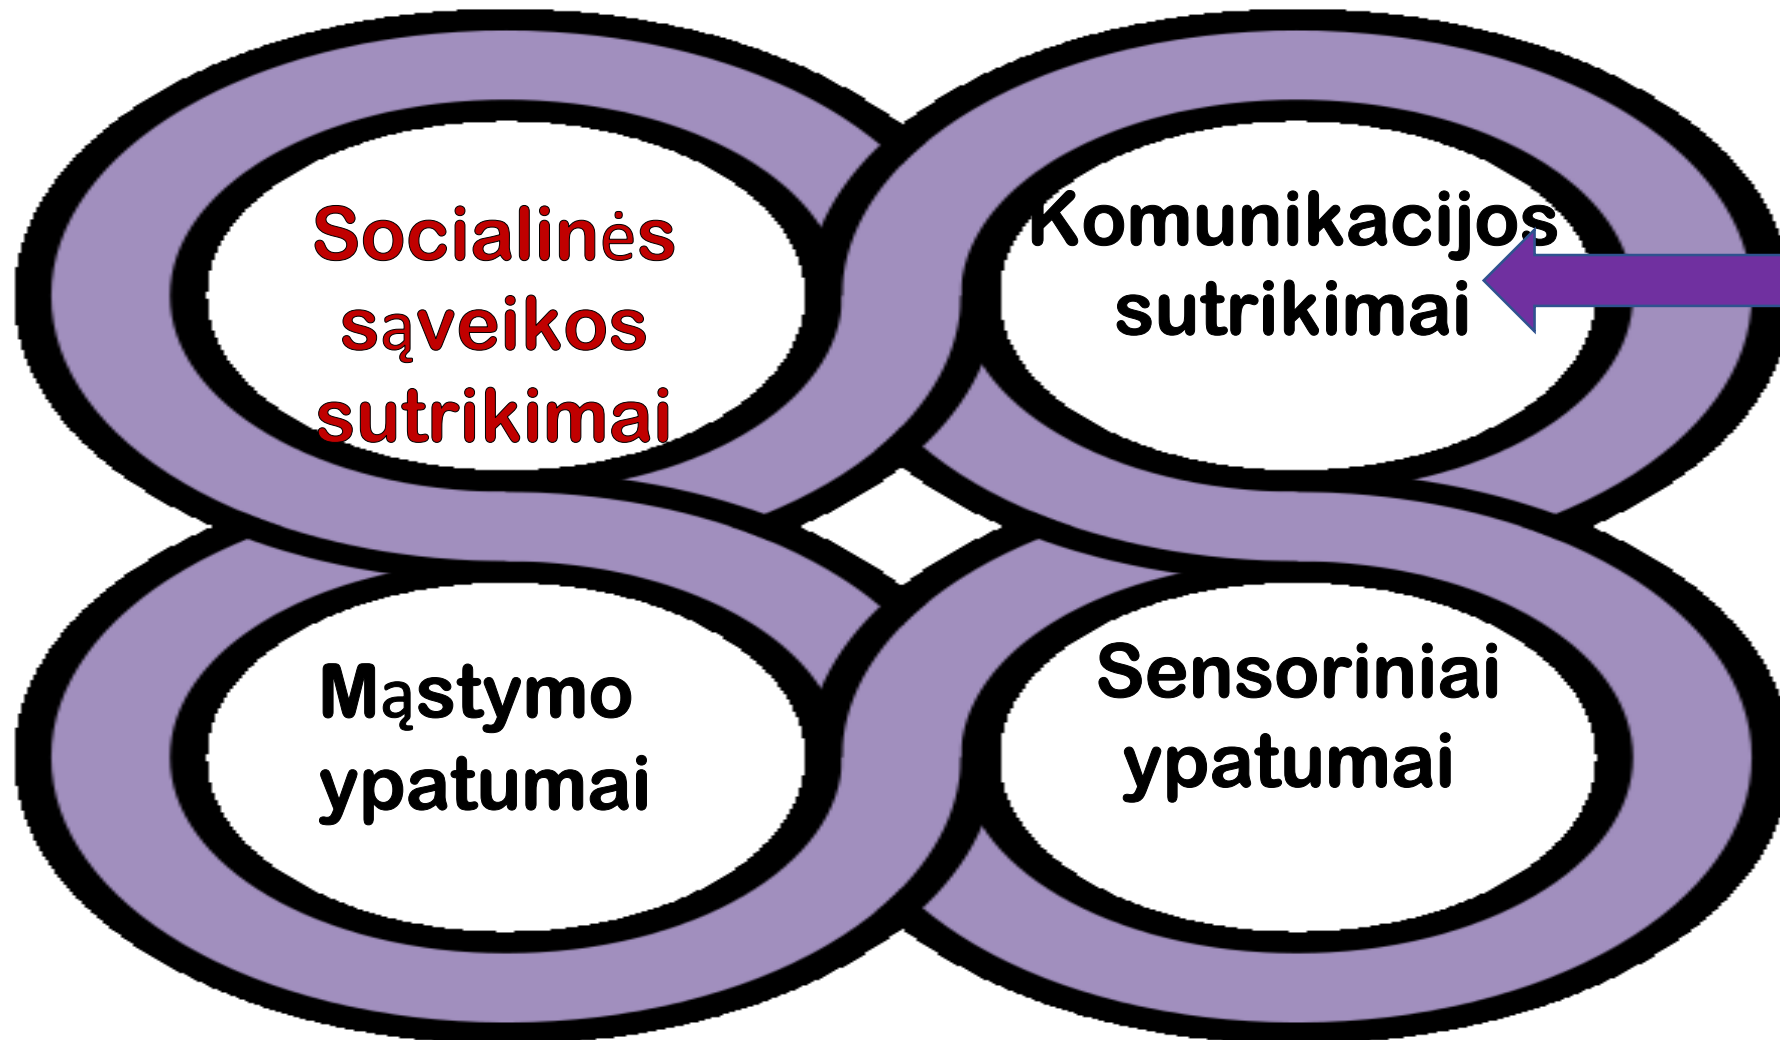 Socialinės
sąveikos
sutrikimai
Komunikacijos
sutrikimai
Mąstymo
ypatumai
Sensoriniai
ypatumai